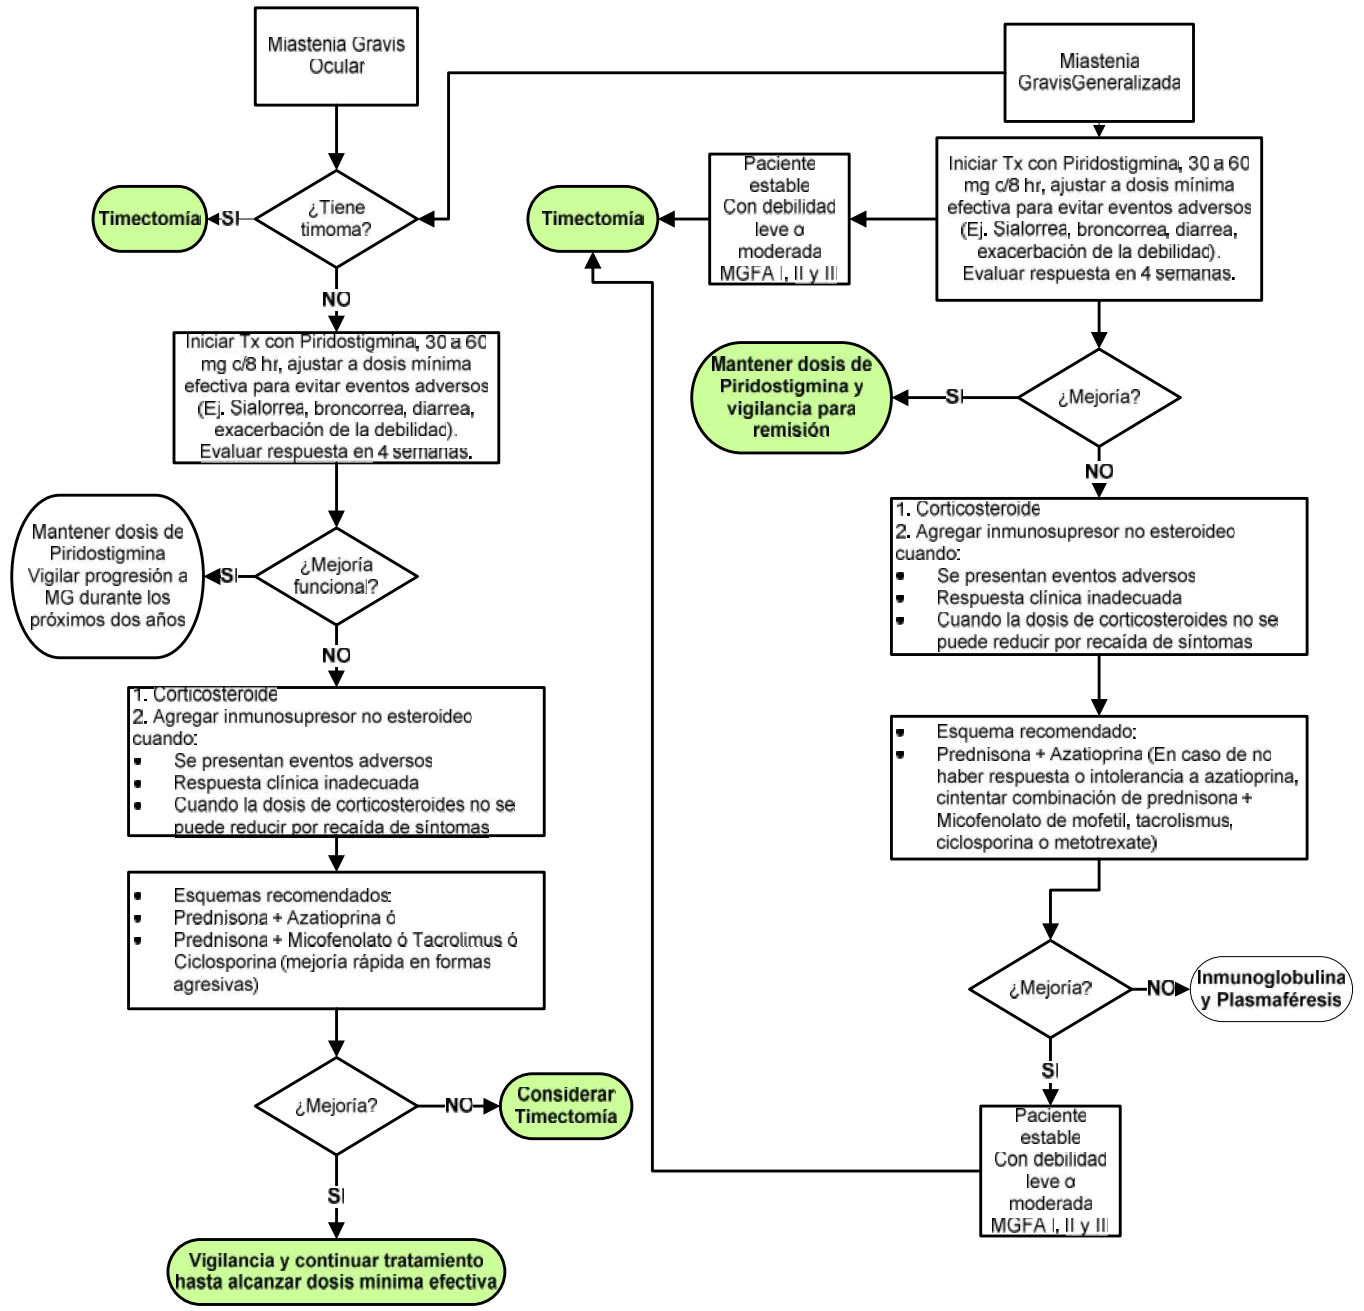 Miastenia Gravis
Ocular
¿Tiene
timoma?
SI
Timectomía
NO
Iniciar Tx con Piridostigmina, 30 a 60
mg c/8 hr, ajustar a dosis mínima
efectiva para evitar eventos adversos
(Ej. Sialorrea, broncorrea, diarrea,
exacerbación de la debilidad).
Evaluar respuesta en 4 semanas.
¿Mejoría
funcional?
SI
Mantener dosis de
Piridostigmina
Vigilar progresión a
MG durante los
próximos dos años
NO
1. Corticosteroide
2. Agregar inmunosupresor no esteroideo
cuando:
▪ Se presentan eventos adversos
▪ Respuesta clínica inadecuada
▪ Cuando la dosis de corticosteroides no se
puede reducir por recaída de síntomas
▪ Esquemas recomendados:
▪ Prednisona + Azatioprina ó
▪ Prednisona + Micofenolato ó Tacrolimus ó
Ciclosporina (mejoría rápida en formas
agresivas)
¿Mejoría?
NO
Considerar
Timectomía
SI
Vigilancia y continuar tratamiento
hasta alcanzar dosis mínima efectiva
Miastenia
GravisGeneralizada
Iniciar Tx con Piridostigmina, 30 a 60
mg c/8 hr, ajustar a dosis mínima
efectiva para evitar eventos adversos
(Ej. Sialorrea, broncorrea, diarrea,
exacerbación de la debilidad).
Evaluar respuesta en 4 semanas.
Paciente
estable
Con debilidad
leve o
moderada
MGFA I, II y III
Timectomía
¿Mejoría?
SI
Mantener dosis de
Piridostigmina y
vigilancia para
remisión
NO
1. Corticosteroide
2. Agregar inmunosupresor no esteroideo
cuando:
▪ Se presentan eventos adversos
▪ Respuesta clínica inadecuada
▪ Cuando la dosis de corticosteroides no se
puede reducir por recaída de síntomas
▪ Esquema recomendado:
▪ Prednisona + Azatioprina (En caso de no
haber respuesta o intolerancia a azatioprina,
cintentar combinación de prednisona +
Micofenolato de mofetil, tacrolismus,
ciclosporina o metotrexate)
¿Mejoría?
NO
Inmunoglobulina
y Plasmaféresis
SI
Paciente
estable
Con debilidad
leve o
moderada
MGFA I, II y III